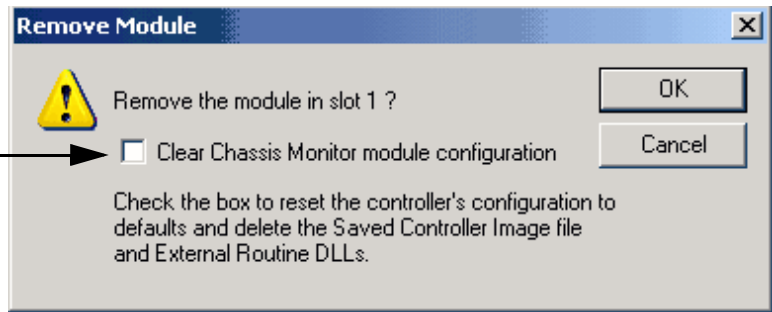 Remove Module
Remove the module in slot 1 ?
OK
Clear Chassis Monitor module configuration
Cancel
Check the box to reset the controller's configuration to
defaults and delete the Saved Controller Image file
and External Routine DLLs.